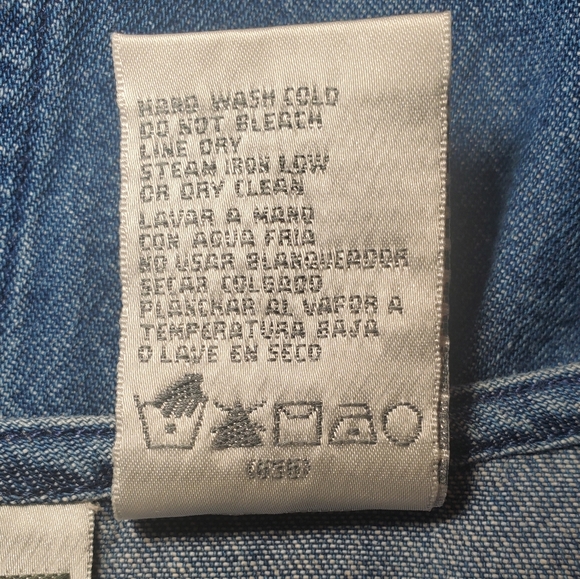 HAND WASH COLD
DO NOT BLEACH
LINE DRY
STEAM IRON LOW
OR DRY CLEAN
LAVAR A MANO
CON AGUA FRIA
NO USAR BLANQUEADOR
SECAR COLGADO
PLANCHAR AL VAPOR A
TEMPERATURA BAJA
O LAVE EN SECO